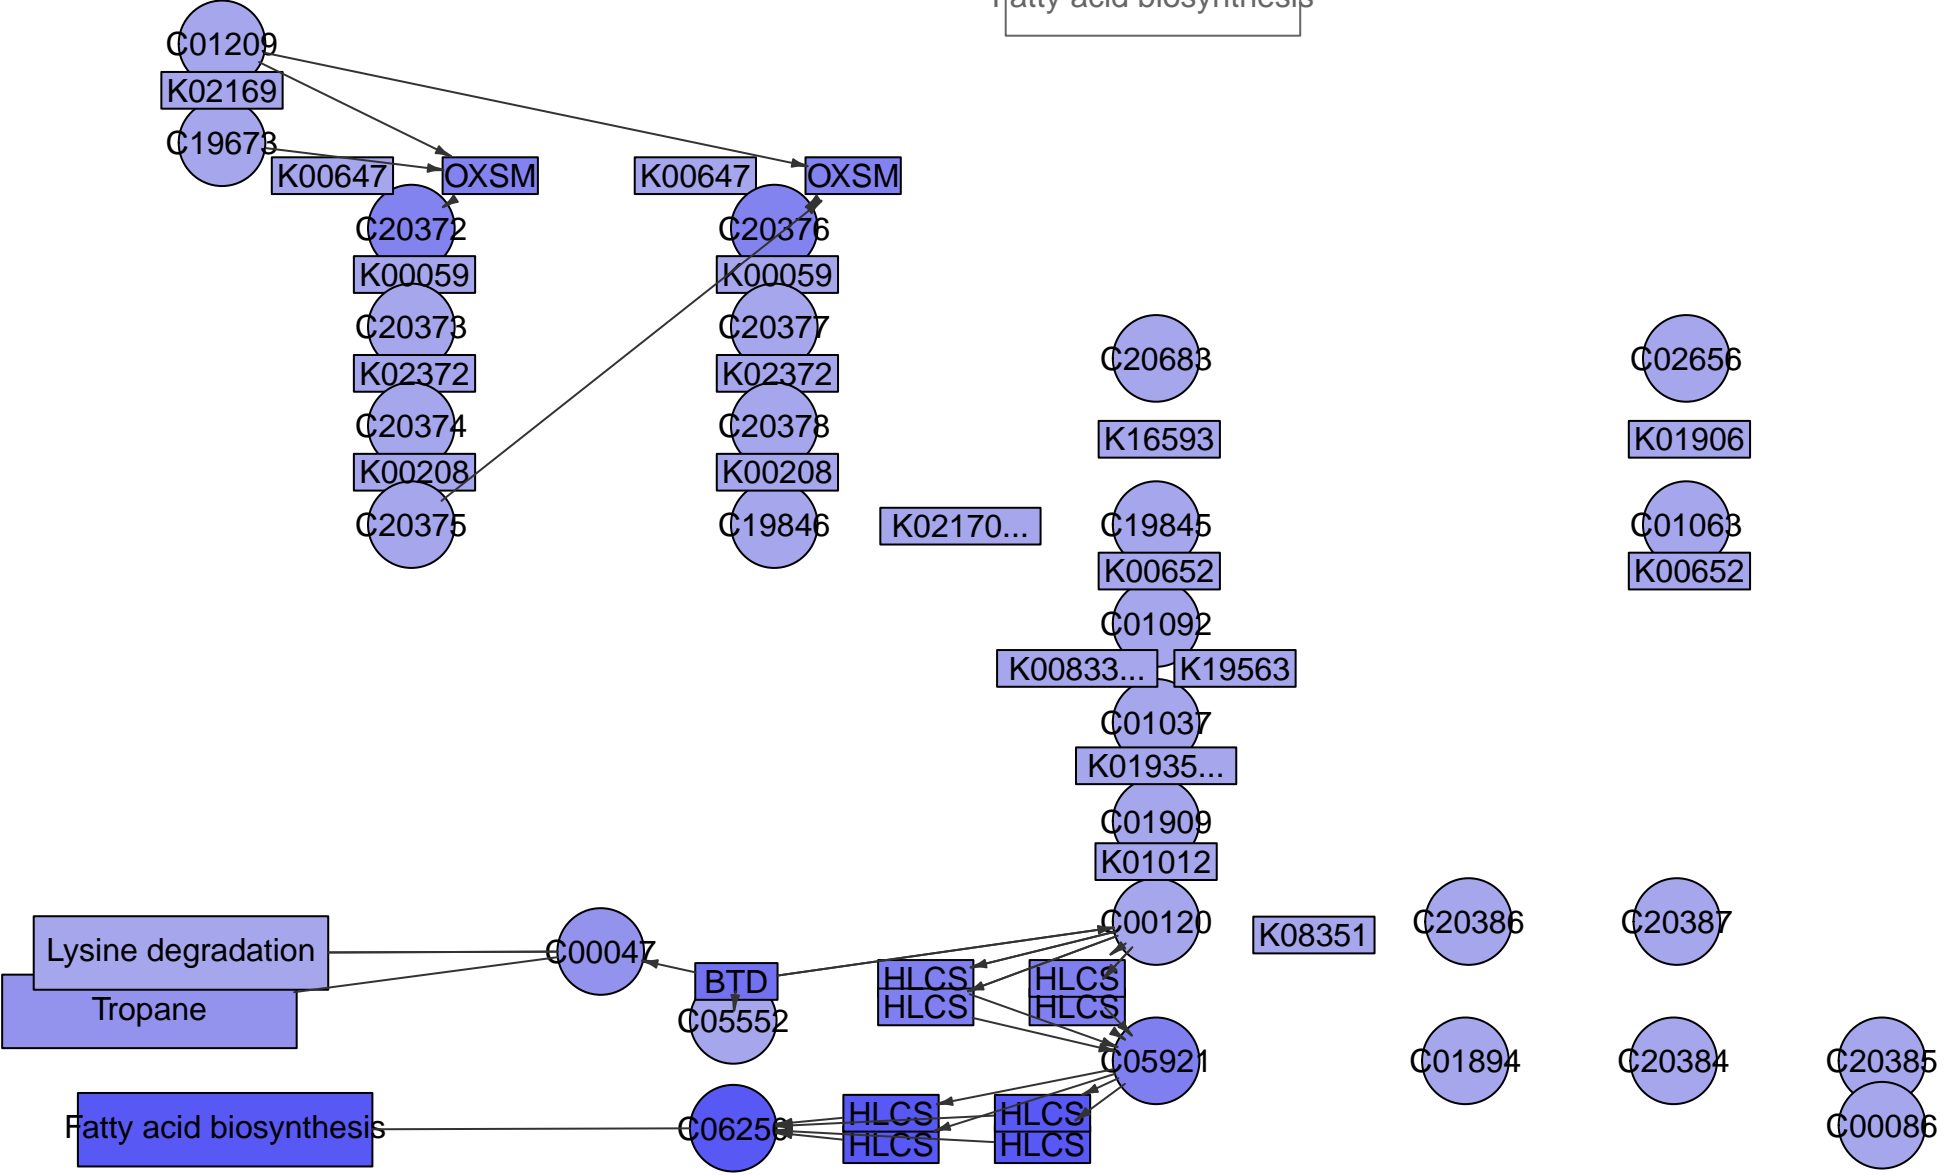 Fatty acid biosynthesis
C01209
K02169
C19673
K00647
OXSM
K00647
OXSM
C20372
C20376
K00059
K00059
C20373
C20377
C20683
C02656
K02372
K02372
C20374
C20378
K16593
K01906
K00208
K00208
C20375
C19846
K02170...
C19845
C01063
K00652
K00652
C01092
K00833...
K19563
C01037
K01935...
C01909
K01012
C00120
K08351
C20386
C20387
Lysine degradation
C00047
BTD
HLCS
HLCS
Tropane
C05552
HLCS
HLCS
C05921
C01894
C20384
C20385
Fatty acid biosynthesis
C06250
HLCS
HLCS
HLCS
HLCS
C00086